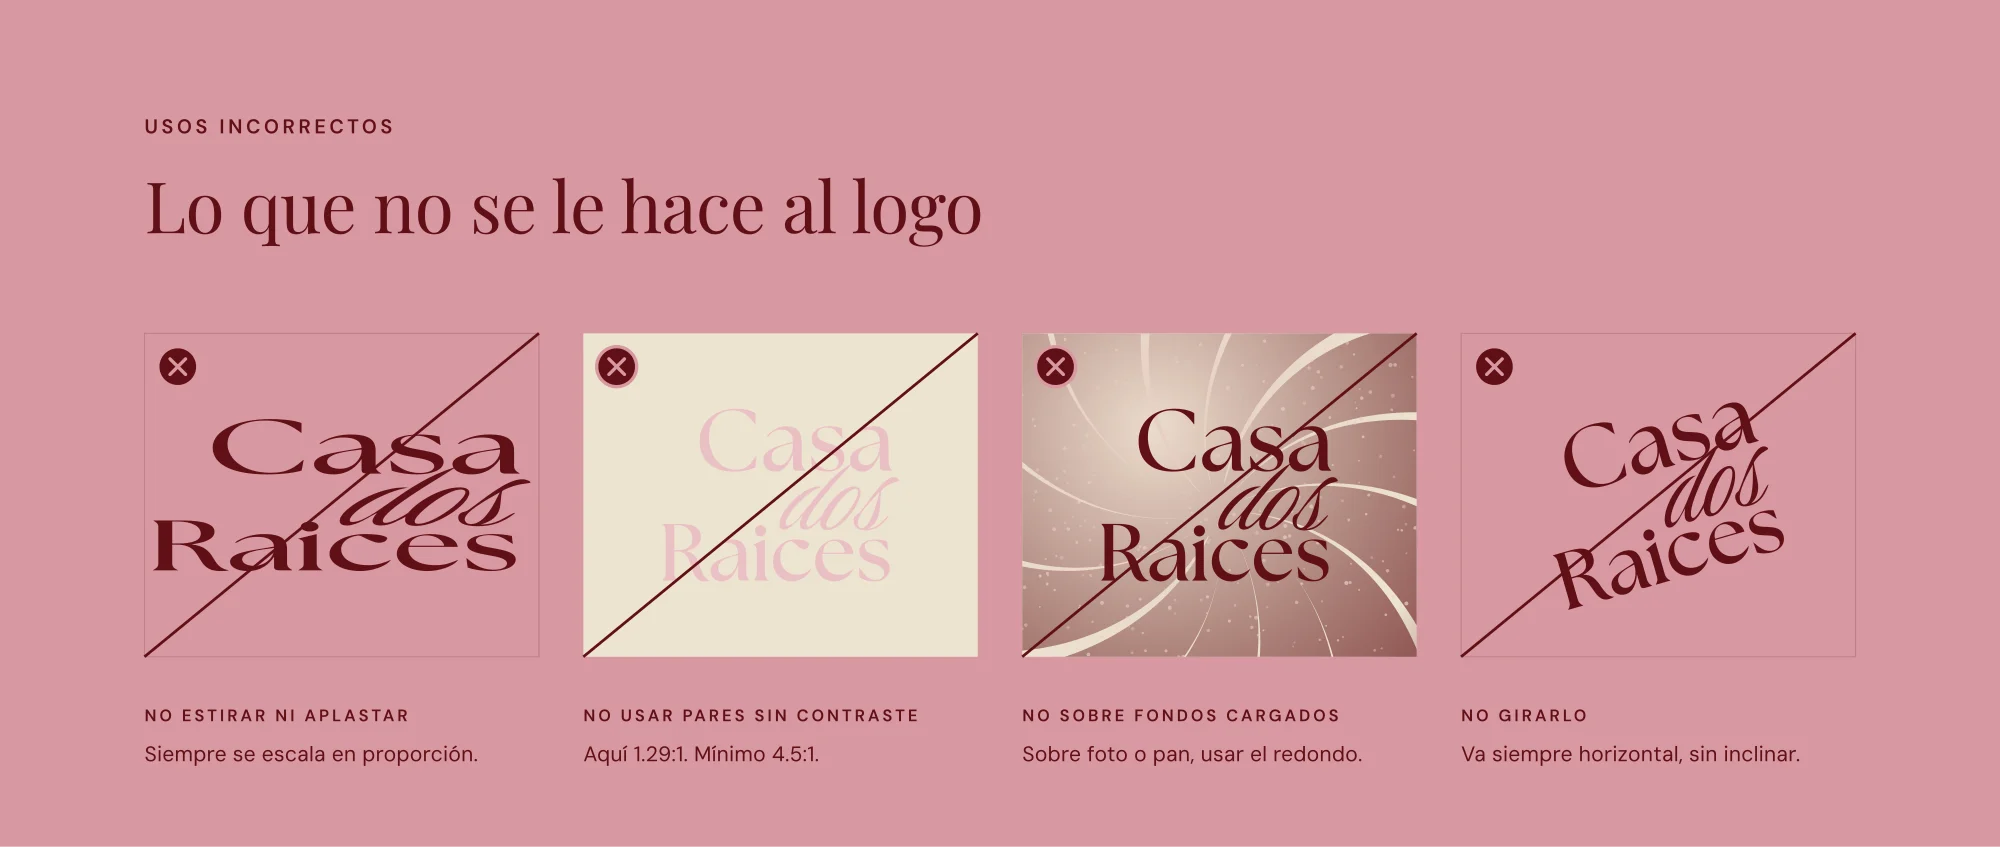 USOS INCORRECTOS
Lo que no se le hace al logo
Casa
dos
Raices
NO ESTIRAR NI APLASTAR
Siempre se escala en proporción.
Casa
dos
Raices
NO USAR PARES SIN CONTRASTE
Aquí 1.29:1. Mínimo 4.5:1.
Casa
dos
Raices
NO SOBRE FONDOS CARGADOS
Sobre foto o pan, usar el redondo.
Casa
dos
Raices
NO GIRARLO
Va siempre horizontal, sin inclinar.